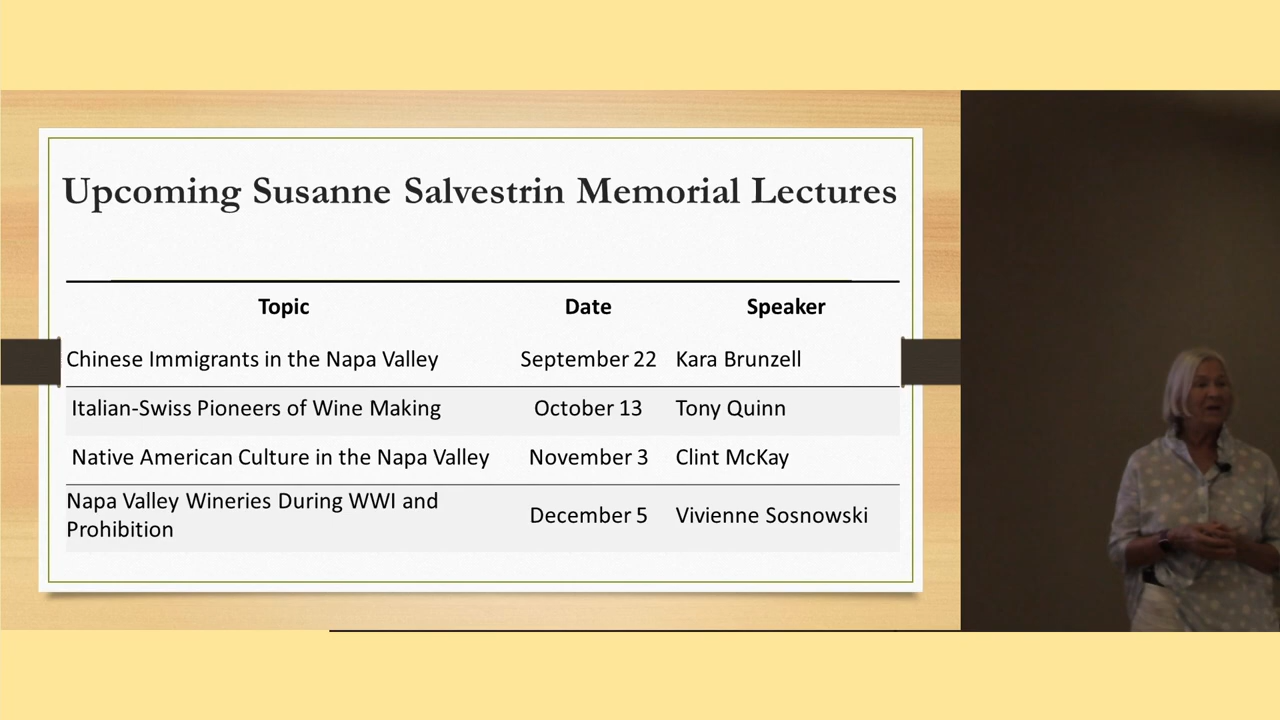 Upcoming Susanne Salvestrin Memorial Lectures
Topic Date Speaker
Chinese Immigrants in the Napa Valley September 22 Kara Brunzell
Italian-Swiss Pioneers of Wine Making October 13 Tony Quinn
Native American Culture in the Napa Valley November 3 Clint McKay
Napa Valley Wineries During WWI and
Prohibition December 5 Vivienne Sosnowski